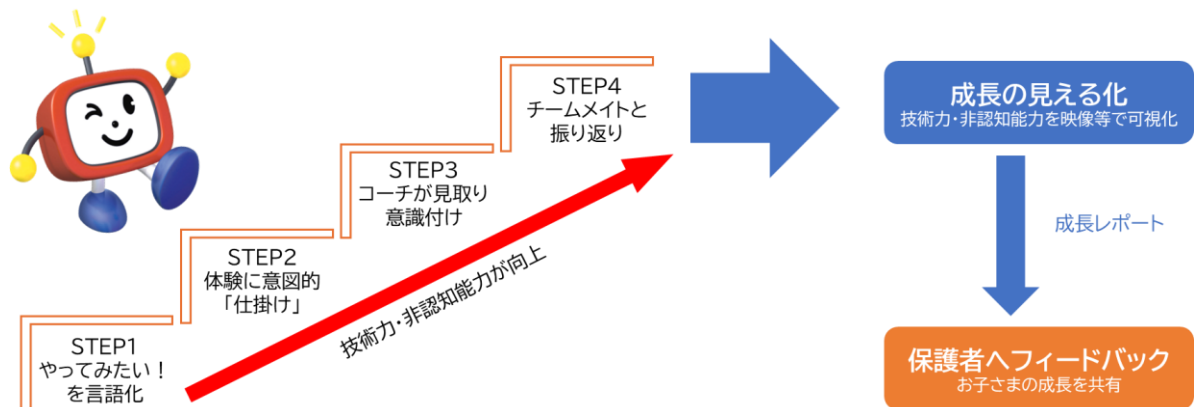 STEP1
やってみたい！
を言語化
STEP2
体験に意図的
「仕掛け」
STEP3
コーチが見取り
意識付け
STEP4
チームメイトと
振り返り
技術力・非認知能力が向上
成長の見える化
技術力・非認知能力を映像等で可視化
成長レポート
保護者へフィードバック
お子さまの成長を共有